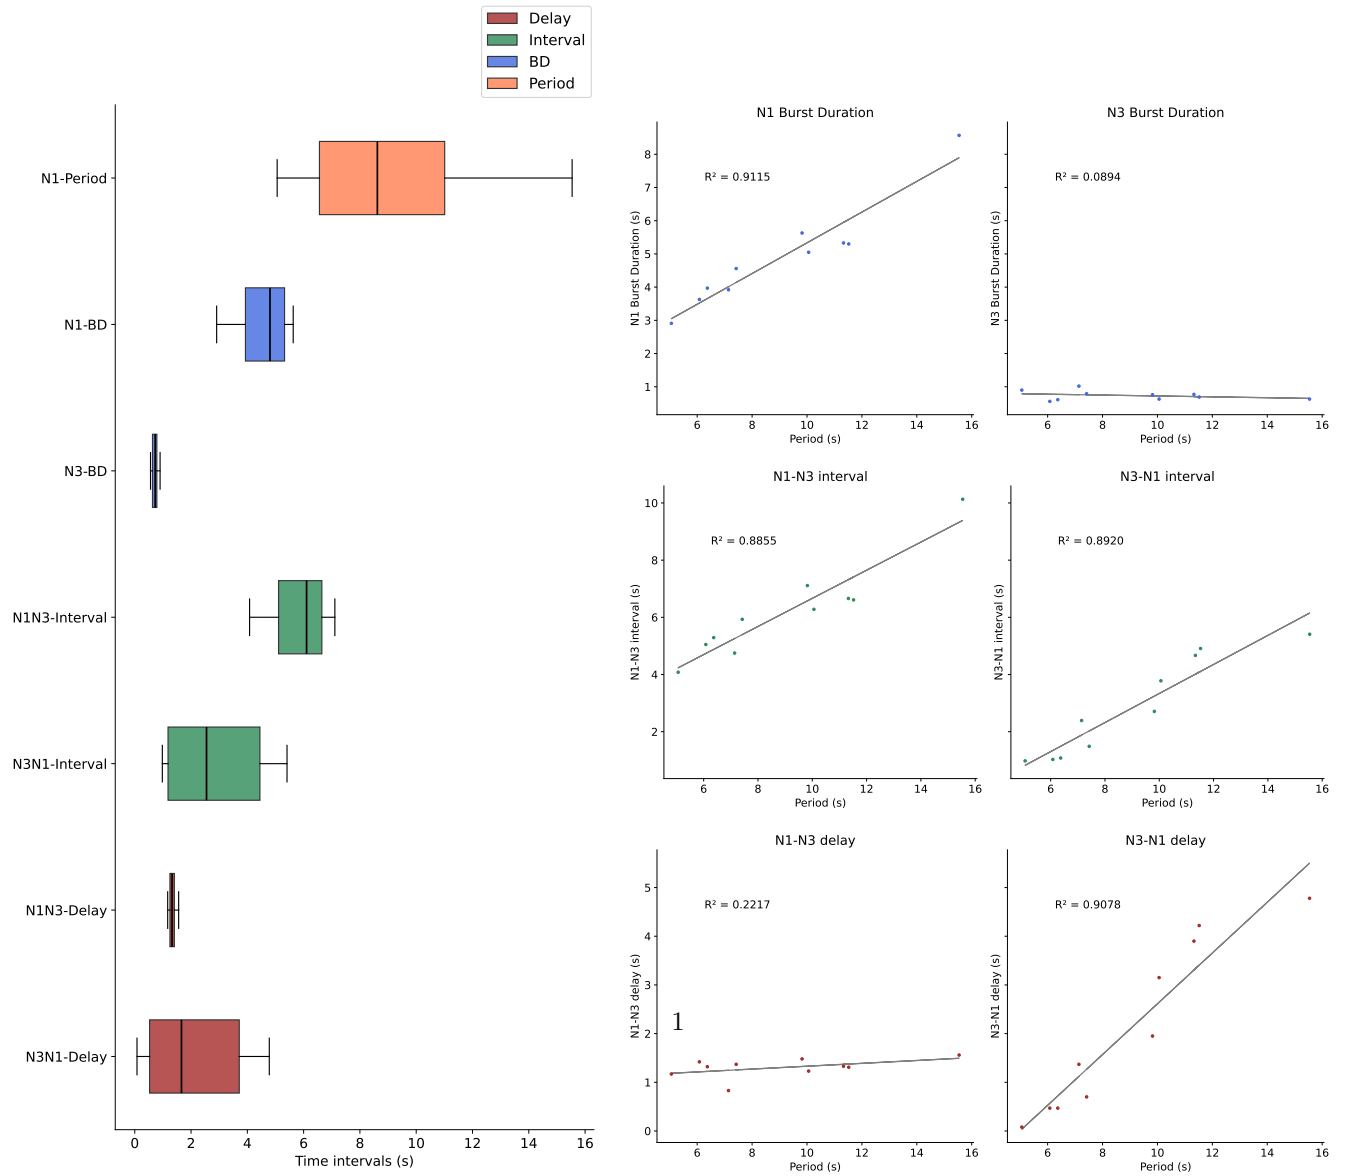 Delay
Interval
BD
Period
N1-Period
N1-BD
N3-BD
N1N3-Interval
N3N1-Interval
N1N3-Delay
N3N1-Delay
0 2 4 6 8 10 12 14 16
Time intervals (s)
N1 Burst Duration
R² = 0.9115
N1 Burst Duration (s)
8
7
6
5
4
3
2
1
6 8 10 12 14 16
Period (s)
N3 Burst Duration
R² = 0.0894
N3 Burst Duration (s)
6 8 10 12 14 16
Period (s)
N1-N3 interval
R² = 0.8855
N1-N3 interval (s)
10
8
6
4
2
6 8 10 12 14 16
Period (s)
N3-N1 interval
R² = 0.8920
N3-N1 interval (s)
6 8 10 12 14 16
Period (s)
N1-N3 delay
R² = 0.2217
N1-N3 delay (s)
5
4
3
2
1
0
1
6 8 10 12 14 16
Period (s)
N3-N1 delay
R² = 0.9078
N3-N1 delay (s)
6 8 10 12 14 16
Period (s)